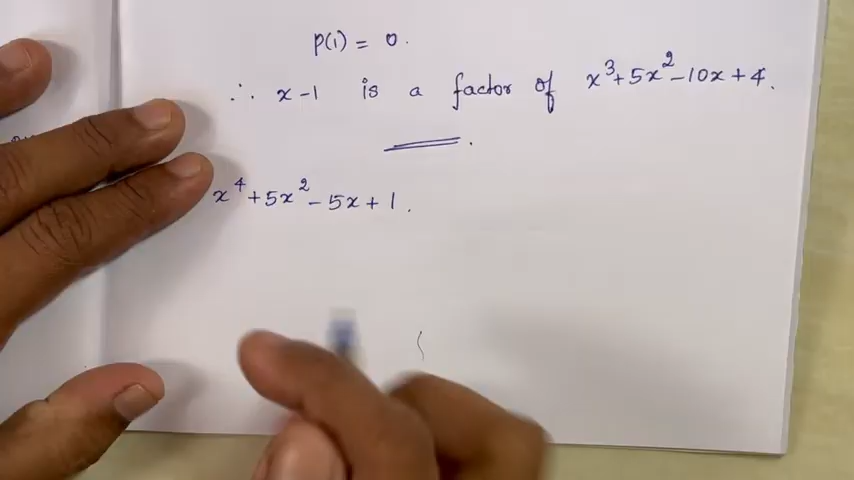 p(1) = 0.
∴ x-1 is a factor of x³+5x²-10x+4.
x⁴+5x²-5x+1.